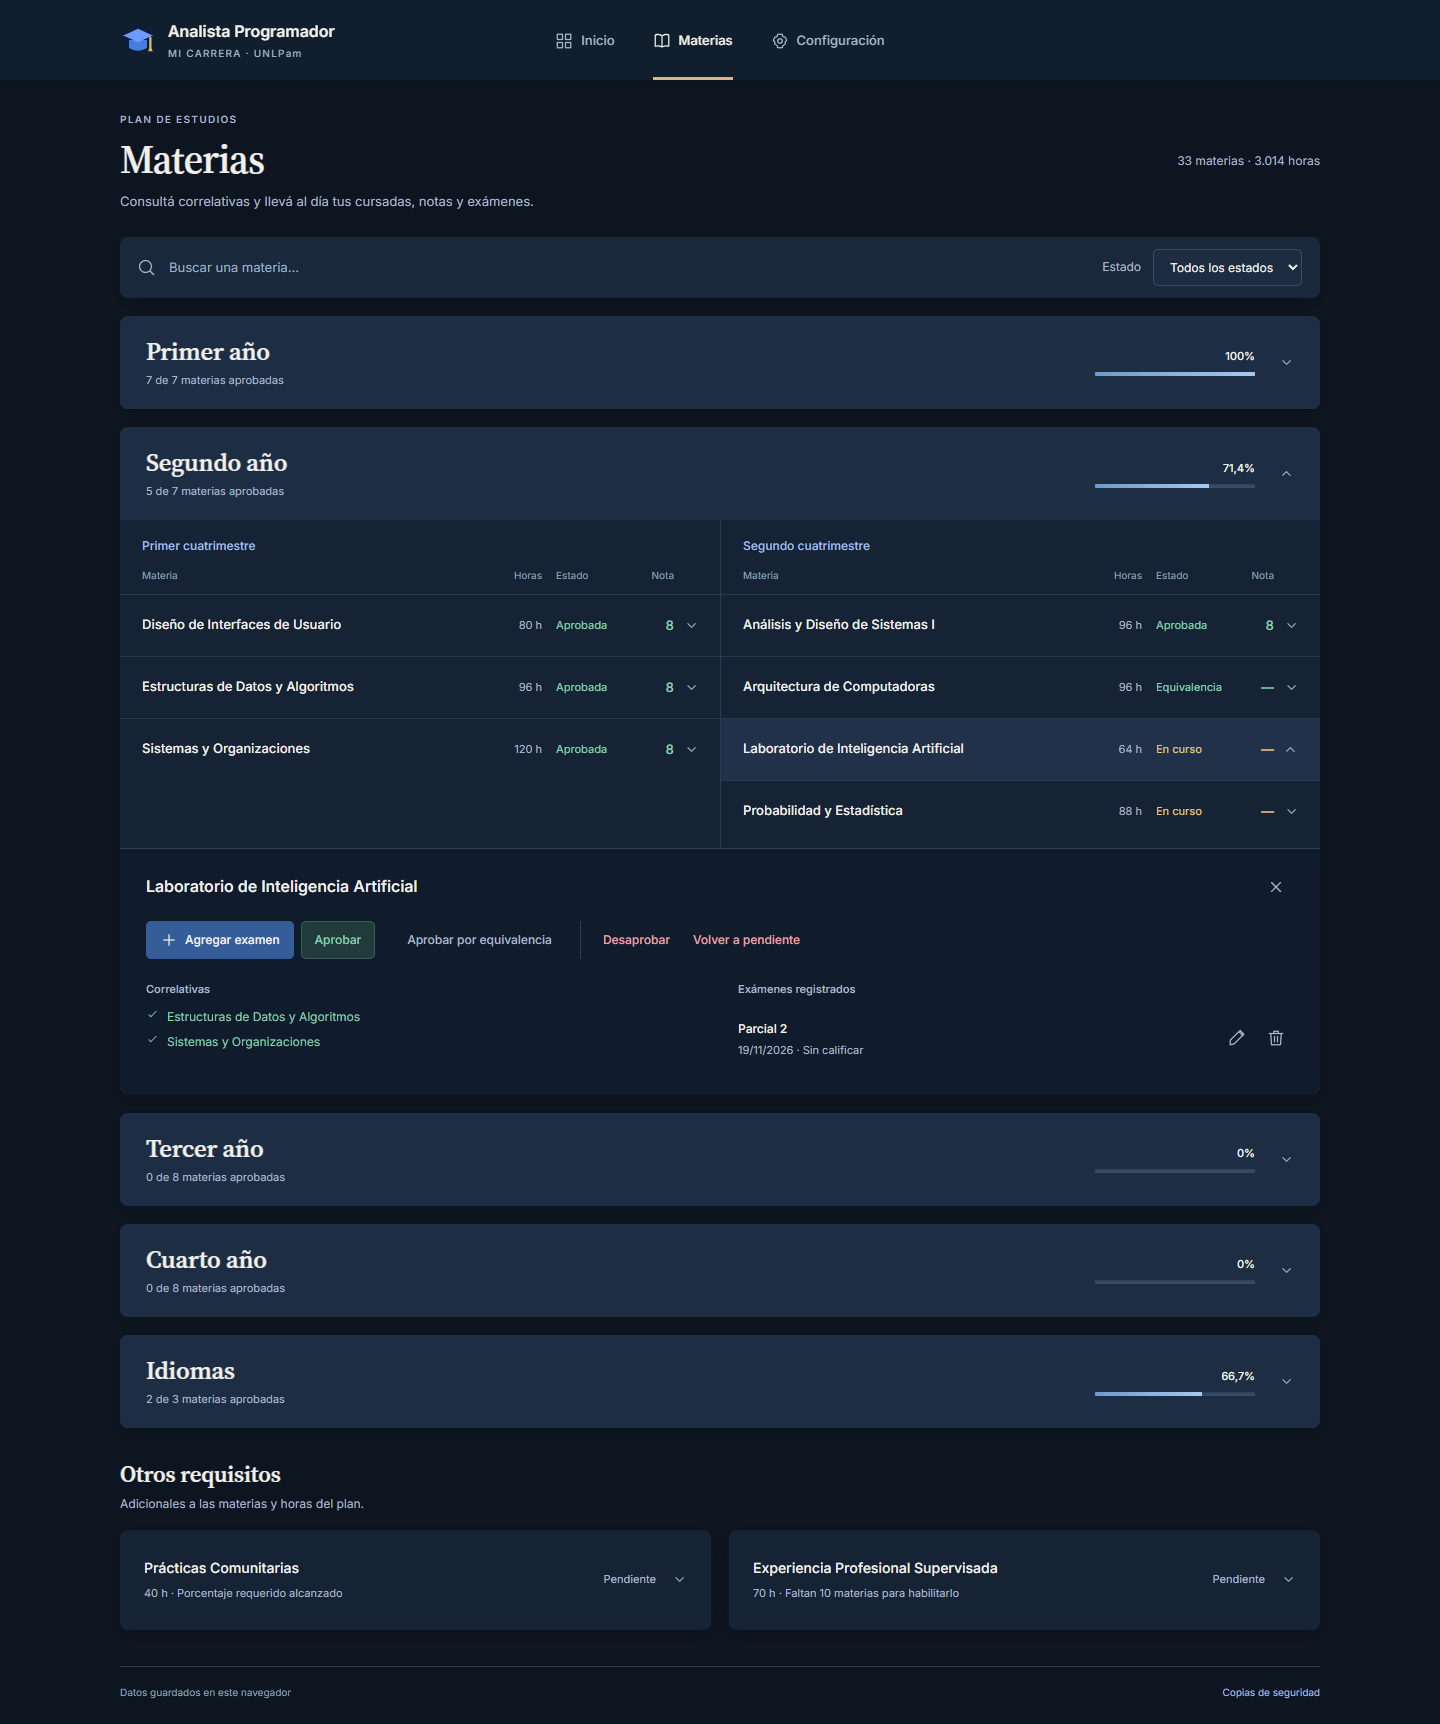 Analista Programador
MI CARRERA · UNLPam
Inicio
Materias
Configuración
PLAN DE ESTUDIOS
Materias
33 materias · 3.014 horas
Consultá correlativas y llevá al día tus cursadas, notas y exámenes.
Buscar una materia...
Estado
Todos los estados
Primer año
7 de 7 materias aprobadas
100%
Segundo año
5 de 7 materias aprobadas
71,4%
Primer cuatrimestre
Materia Horas Estado Nota
Diseño de Interfaces de Usuario 80 h Aprobada 8
Estructuras de Datos y Algoritmos 96 h Aprobada 8
Sistemas y Organizaciones 120 h Aprobada 8
Segundo cuatrimestre
Materia Horas Estado Nota
Análisis y Diseño de Sistemas I 96 h Aprobada 8
Arquitectura de Computadoras 96 h Equivalencia —
Laboratorio de Inteligencia Artificial 64 h En curso —
Probabilidad y Estadística 88 h En curso —
Laboratorio de Inteligencia Artificial
Agregar examen
Aprobar
Aprobar por equivalencia
Desaprobar
Volver a pendiente
Correlativas
Estructuras de Datos y Algoritmos
Sistemas y Organizaciones
Exámenes registrados
Parcial 2
19/11/2026 · Sin calificar
Tercer año
0 de 8 materias aprobadas
0%
Cuarto año
0 de 8 materias aprobadas
0%
Idiomas
2 de 3 materias aprobadas
66,7%
Otros requisitos
Adicionales a las materias y horas del plan.
Prácticas Comunitarias
40 h · Porcentaje requerido alcanzado
Pendiente
Experiencia Profesional Supervisada
70 h · Faltan 10 materias para habilitarlo
Pendiente
Datos guardados en este navegador
Copias de seguridad